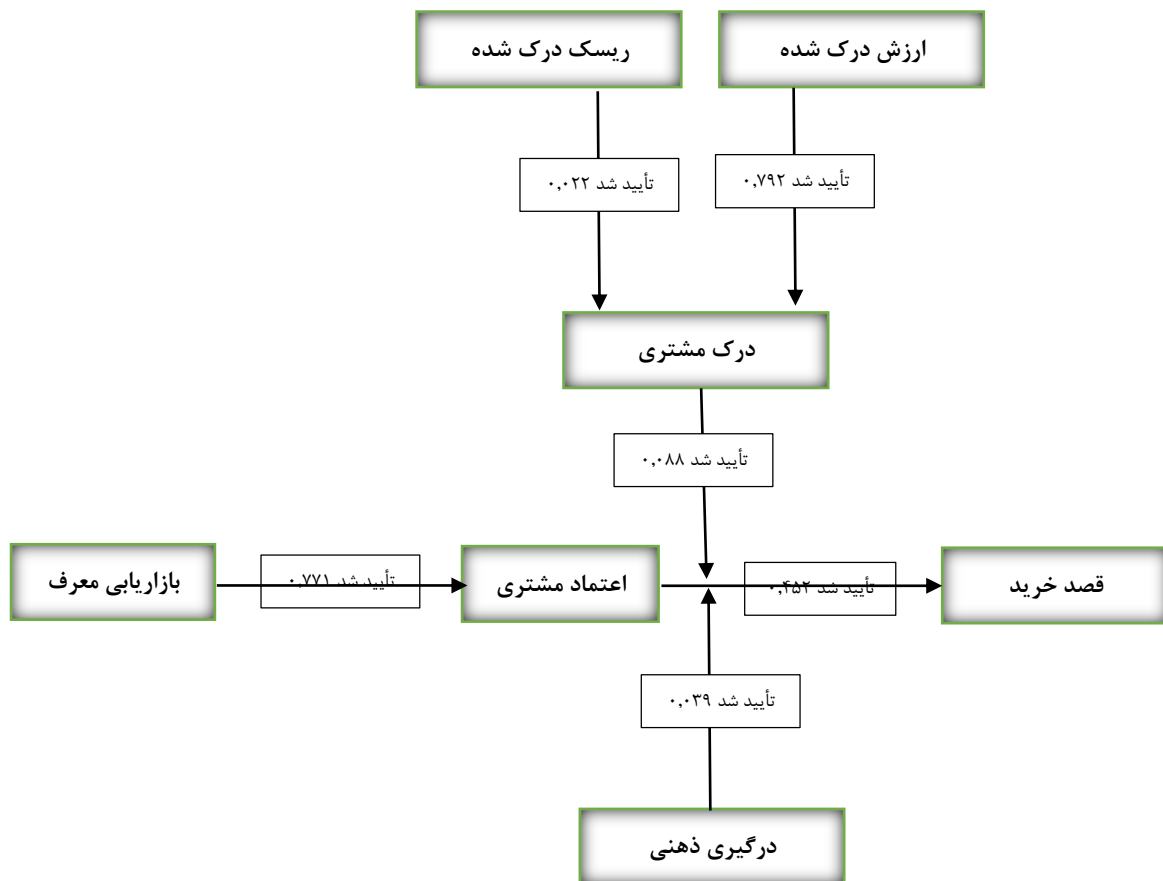 ارزش درک شده
ریسک درک شده
تأیید شد ۰,۷۹۲
تأیید شد ۰,۰۲۲
درک مشتری
تأیید شد ۰,۰۸۸
بازاریابی معرف
تأیید شد ۰,۷۷۱
اعتماد مشتری
تأیید شد ۰,۴۵۲
قصد خرید
تأیید شد ۰,۰۳۹
درگیری ذهنی